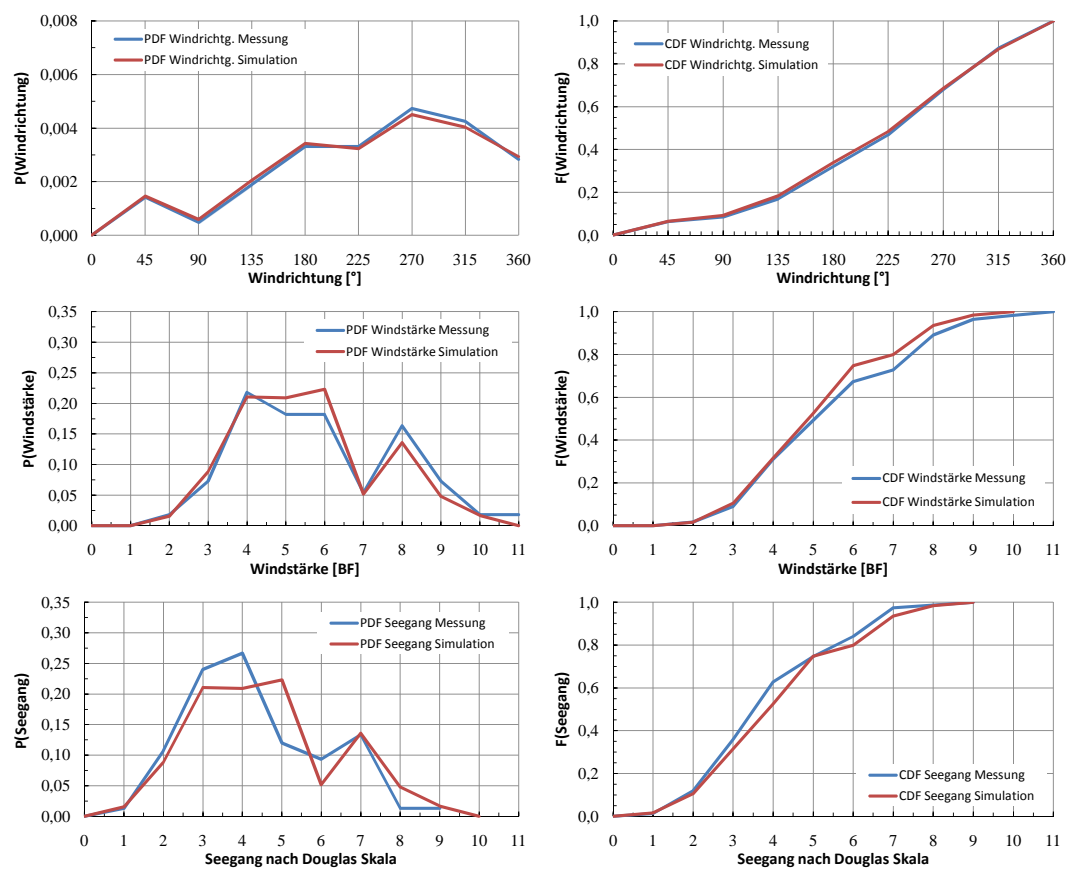 P(Windrichtung)
0,008
0,006
0,004
0,002
0,000
PDF Windrichtg. Messung
PDF Windrichtg. Simulation
0 45 90 135 180 225 270 315 360
Windrichtung [°]
F(Windrichtung)
1,0
0,8
0,6
0,4
0,2
0,0
CDF Windrichtg. Messung
CDF Windrichtg. Simulation
0 45 90 135 180 225 270 315 360
Windrichtung [°]
P(Windstärke)
0,35
0,30
0,25
0,20
0,15
0,10
0,05
0,00
PDF Windstärke Messung
PDF Windstärke Simulation
0 1 2 3 4 5 6 7 8 9 10 11
Windstärke [BF]
F(Windstärke)
1,0
0,8
0,6
0,4
0,2
0,0
CDF Windstärke Messung
CDF Windstärke Simulation
0 1 2 3 4 5 6 7 8 9 10 11
Windstärke [BF]
P(Seegang)
0,35
0,30
0,25
0,20
0,15
0,10
0,05
0,00
PDF Seegang Messung
PDF Seegang Simulation
0 1 2 3 4 5 6 7 8 9 10 11
Seegang nach Douglas Skala
F(Seegang)
1,0
0,8
0,6
0,4
0,2
0,0
CDF Seegang Messung
CDF Seegang Simulation
0 1 2 3 4 5 6 7 8 9 10 11
Seegang nach Douglas Skala